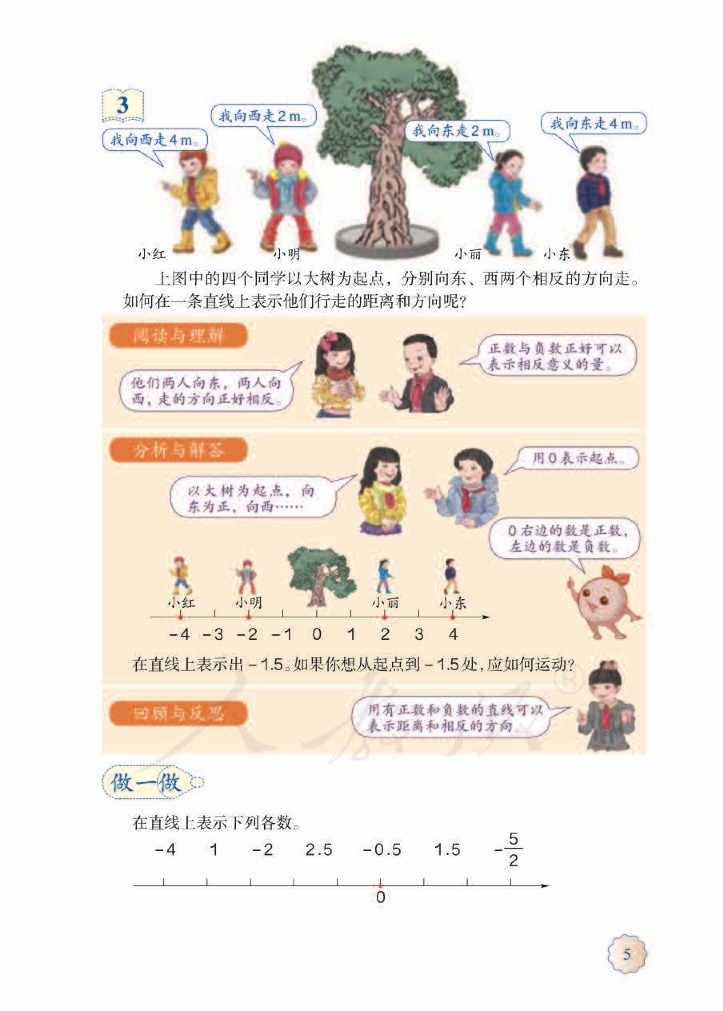 3
我向西走4m。
我向西走2m。
我向东走2m。
我向东走4m。
小红 小明 小丽 小东
上图中的四个同学以大树为起点，分别向东、西两个相反的方向走。
如何在一条直线上表示他们行走的距离和方向呢？
阅读与理解
他们两人向东，两人向
西，走的方向正好相反。
正数与负数正好可以
表示相反意义的量。
分析与解答
以大树为起点，向
东为正，向西……
用0表示起点。
0右边的数是正数，
左边的数是负数。
小红 小明 小丽 小东
－4 －3 －2 －1 0 1 2 3 4
在直线上表示出－1.5。如果你想从起点到－1.5处，应如何运动？
回顾与反思
用有正数和负数的直线可以
表示距离和相反的方向。
人教版®
做一做
在直线上表示下列各数。
－4 1 －2 2.5 －0.5 1.5 －5/2
0
5